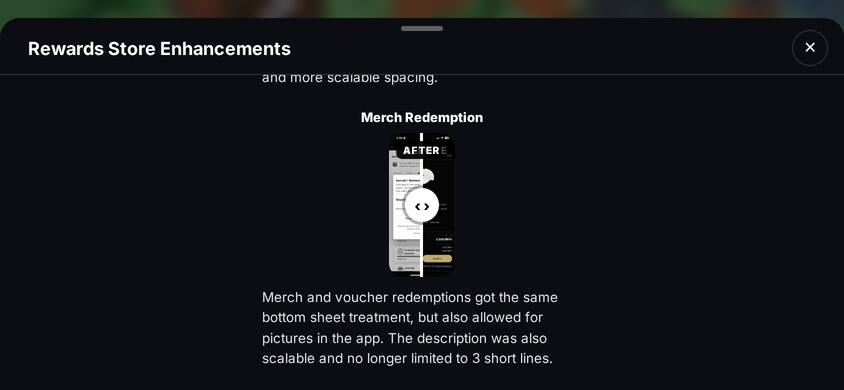 Rewards Store Enhancements
and more scalable spacing.
Merch Redemption
AFTER
Merch and voucher redemptions got the same
bottom sheet treatment, but also allowed for
pictures in the app. The description was also
scalable and no longer limited to 3 short lines.